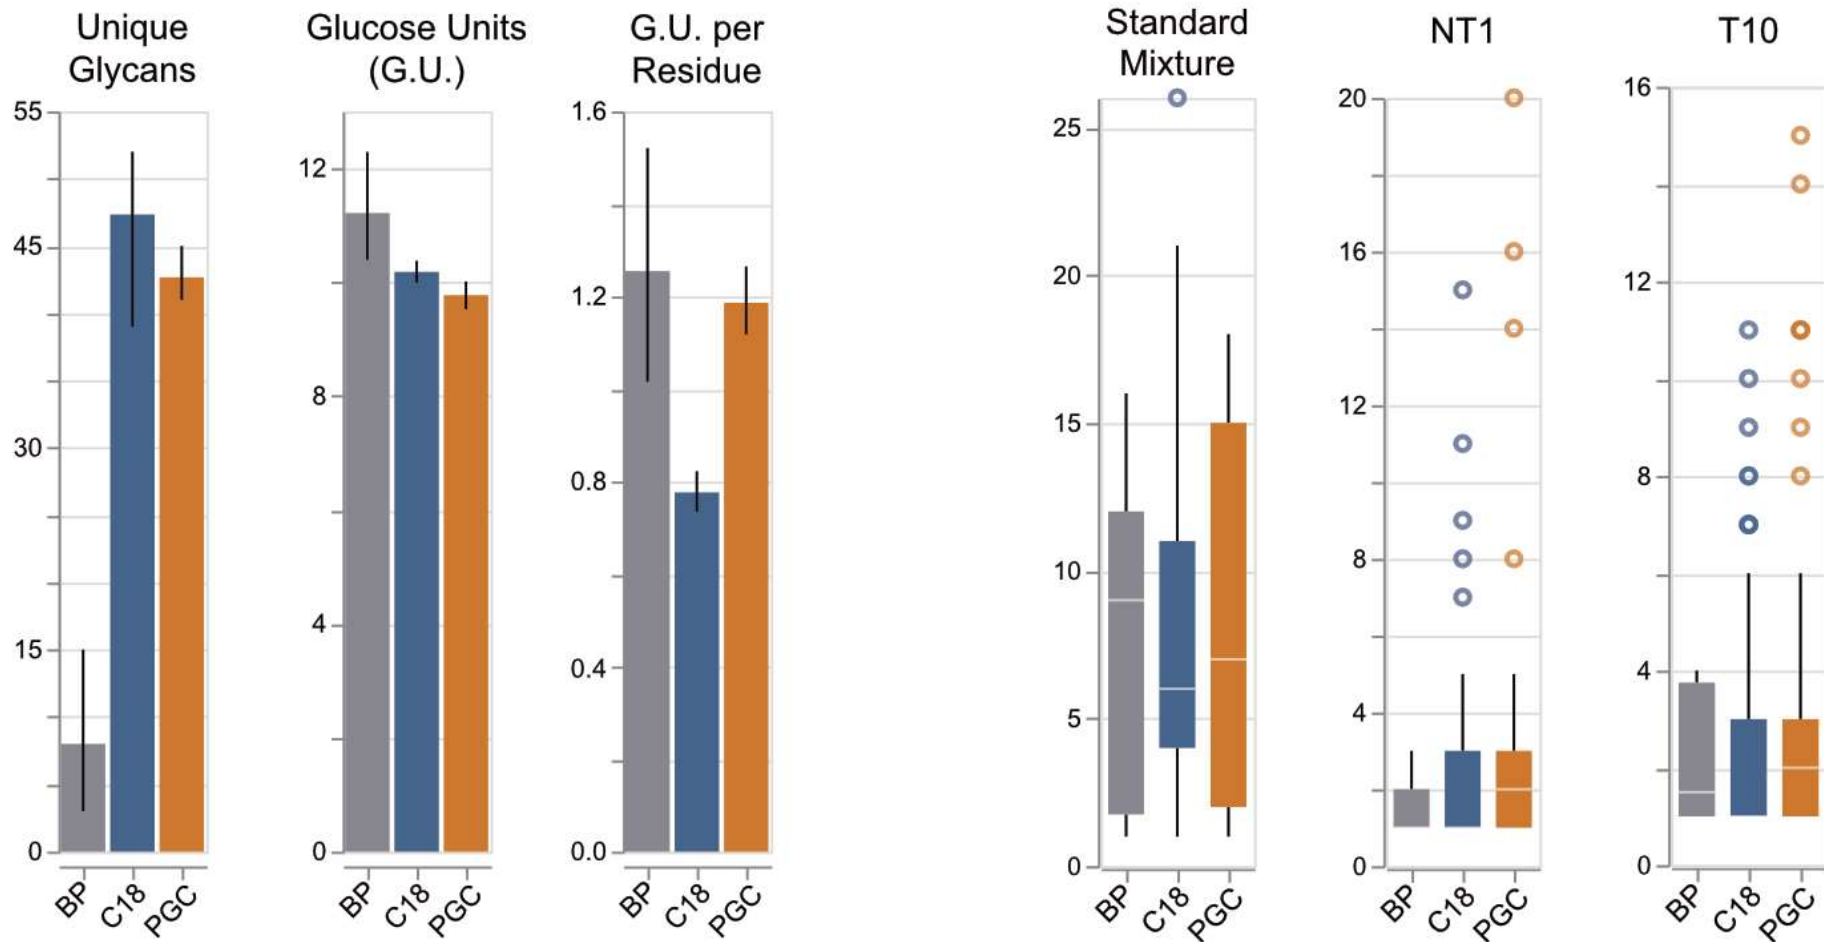 Unique
Glycans
55
45
30
15
0
BP
C18
PGC
Glucose Units
(G.U.)
12
8
4
0
BP
C18
PGC
G.U. per
Residue
1.6
1.2
0.8
0.4
0.0
BP
C18
PGC
Standard
Mixture
25
20
15
10
5
0
BP
C18
PGC
NT1
20
16
12
8
4
0
BP
C18
PGC
T10
16
12
8
4
0
BP
C18
PGC